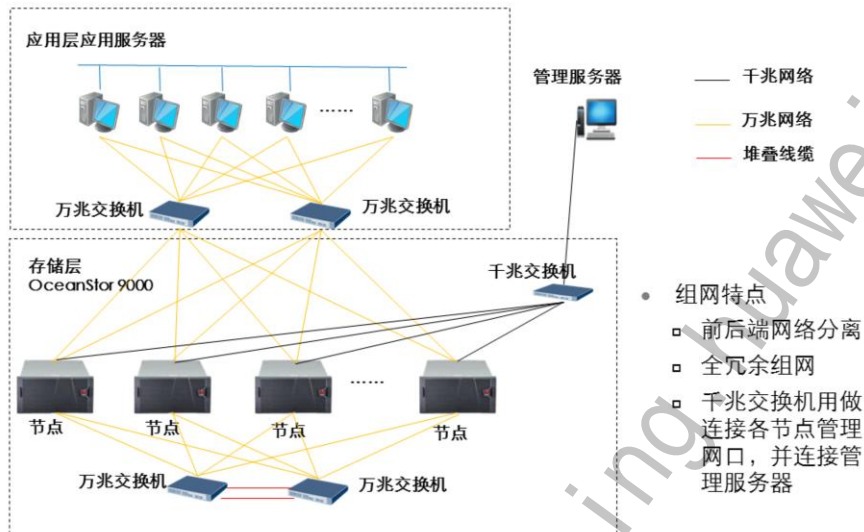 应用层应用服务器
……
万兆交换机
万兆交换机
管理服务器
千兆网络
万兆网络
堆叠线缆
存储层
OceanStor 9000
千兆交换机
……
节点
节点
节点
节点
万兆交换机
万兆交换机
组网特点
前后端网络分离
全冗余组网
千兆交换机用做
连接各节点管理
网口，并连接管
理服务器
ing.huawei.